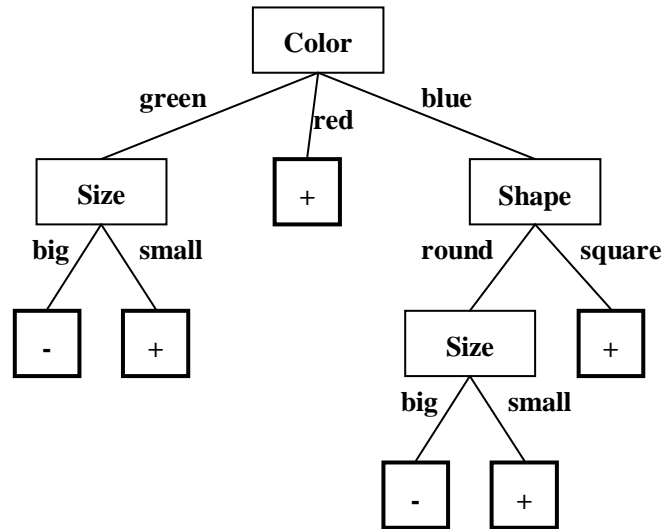 Color
green
red
blue
Size
+
Shape
big
small
round
square
-
+
Size
+
big
small
-
+